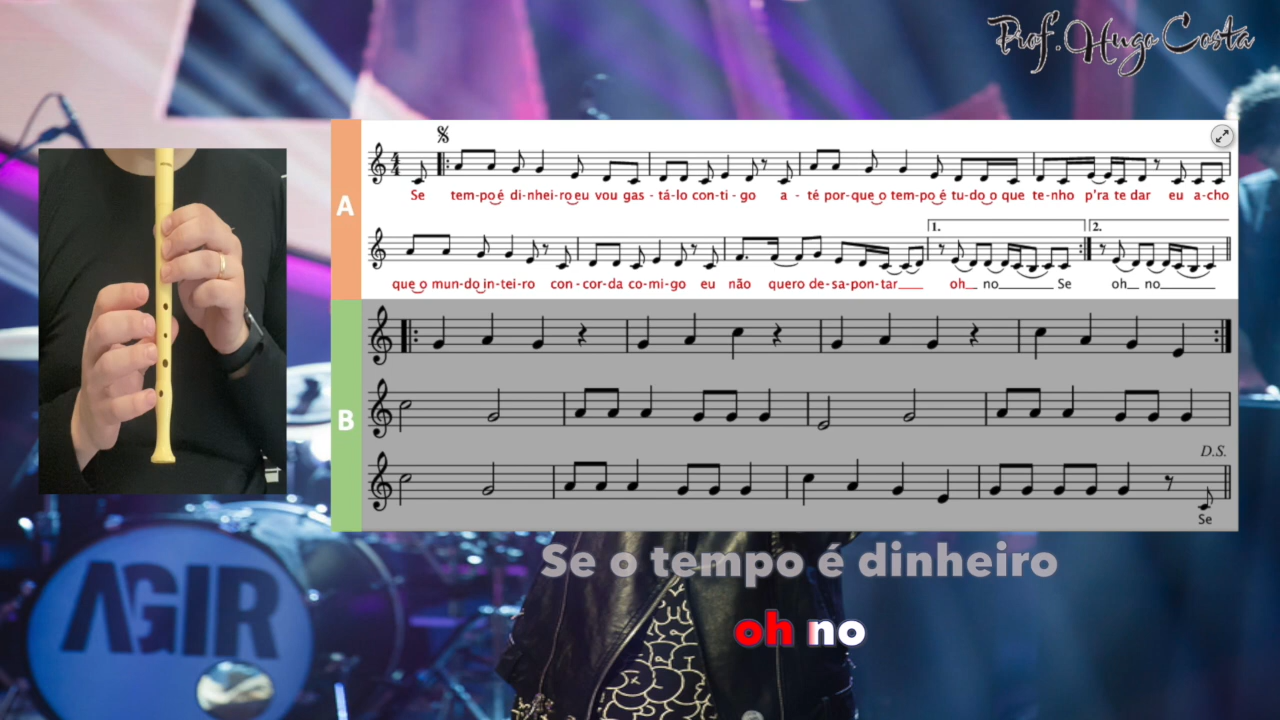 Prof. Hugo Costa
A
Se tem-po é di-nhei-ro eu vou gas - tá-lo con-ti - go a - té por-que o tem-po é tu-do o que te-nho p'ra te dar eu a-cho
1. 2.
que o mun-do in-tei-ro con-cor-da co-mi-go eu não quero de-sa-pon-tar oh no Se oh no
B
D.S.
Se
AGIR
Se o tempo é dinheiro
oh no